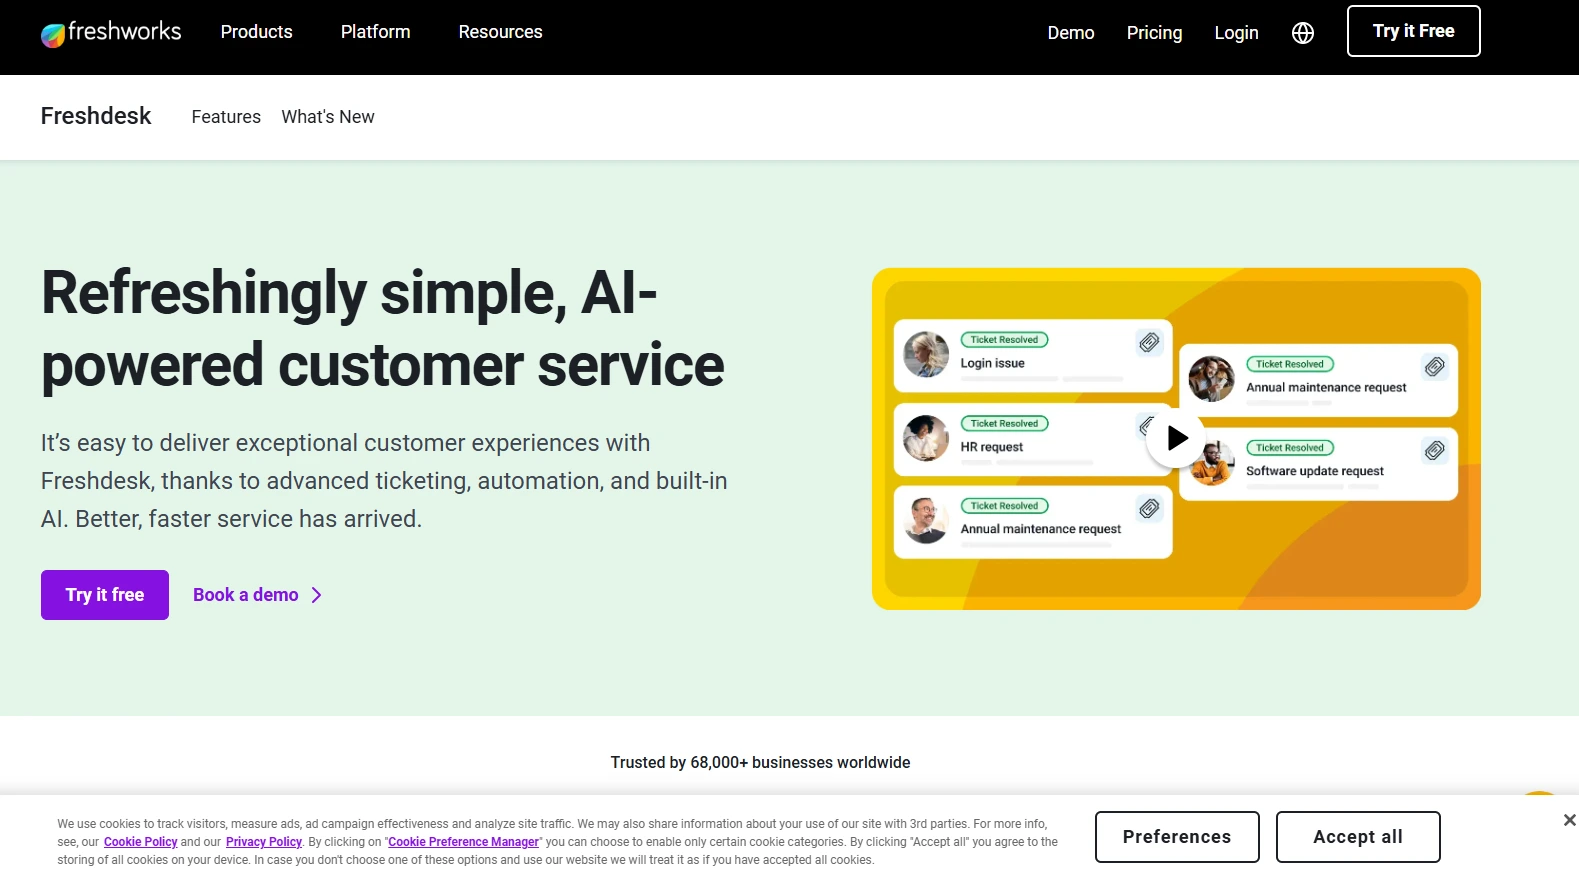 freshworks
Products
Platform
Resources
Demo
Pricing
Login
Try it Free
Freshdesk
Features
What's New
Refreshingly simple, AI-
powered customer service
It’s easy to deliver exceptional customer experiences with
Freshdesk, thanks to advanced ticketing, automation, and built-in
AI. Better, faster service has arrived.
Try it free
Book a demo
Ticket Resolved
Login issue
Ticket Resolved
HR request
Ticket Resolved
Annual maintenance request
Ticket Resolved
Annual maintenance request
Ticket Resolved
Software update request
Trusted by 68,000+ businesses worldwide
We use cookies to track visitors, measure ads, ad campaign effectiveness and analyze site traffic. We may also share information about your use of our site with 3rd parties. For more info,
see, our Cookie Policy and our Privacy Policy. By clicking on "Cookie Preference Manager" you can choose to enable only certain cookie categories. By clicking "Accept all" you agree to the
storing of all cookies on your device. In case you don't choose one of these options and use our website we will treat it as if you have accepted all cookies.
Preferences
Accept all